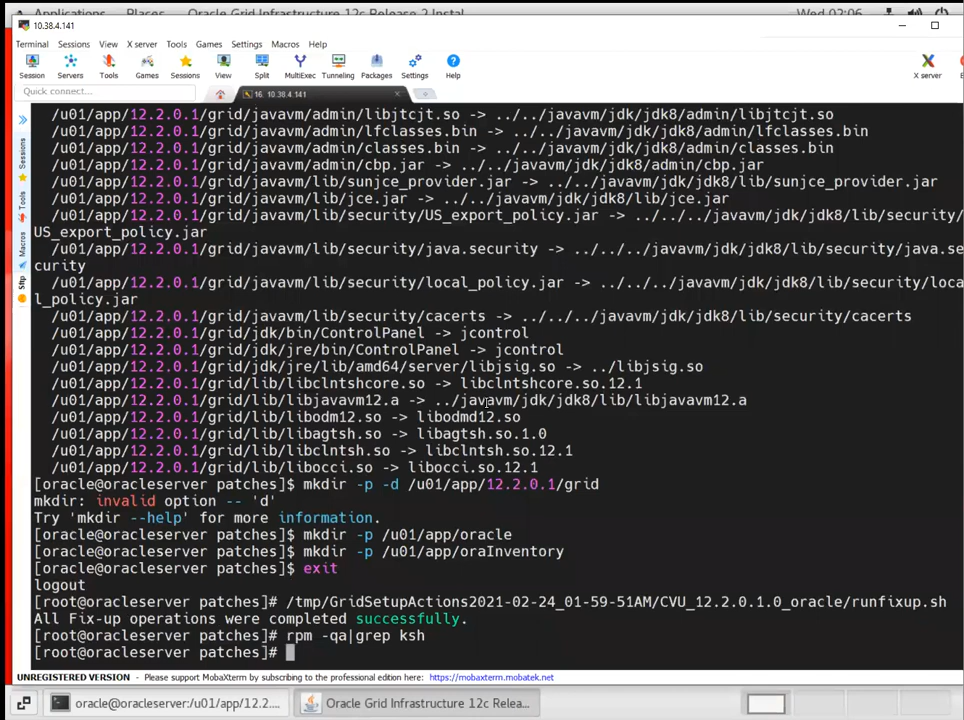 Applications Places Oracle Grid Infrastructure 12c Release 2 Instal Wed 02:06
10.38.4.141
Terminal Sessions View X server Tools Games Settings Macros Help
Session Servers Tools Games Sessions View Split MultiExec Tunneling Packages Settings Help X server
Quick connect...
16. 10.38.4.141
Sessions
Tools
Macros
Sftp
/u01/app/12.2.0.1/grid/javavm/admin/libjtcjt.so -> ../../javavm/jdk/jdk8/admin/libjtcjt.so
/u01/app/12.2.0.1/grid/javavm/admin/lfclasses.bin -> ../../javavm/jdk/jdk8/admin/lfclasses.bin
/u01/app/12.2.0.1/grid/javavm/admin/classes.bin -> ../../javavm/jdk/jdk8/admin/classes.bin
/u01/app/12.2.0.1/grid/javavm/admin/cbp.jar -> ../../javavm/jdk/jdk8/admin/cbp.jar
/u01/app/12.2.0.1/grid/javavm/lib/sunjce_provider.jar -> ../../javavm/jdk/jdk8/lib/sunjce_provider.jar
/u01/app/12.2.0.1/grid/javavm/lib/jce.jar -> ../../javavm/jdk/jdk8/lib/jce.jar
/u01/app/12.2.0.1/grid/javavm/lib/security/US_export_policy.jar -> ../../../javavm/jdk/jdk8/lib/security/
US_export_policy.jar
/u01/app/12.2.0.1/grid/javavm/lib/security/java.security -> ../../../javavm/jdk/jdk8/lib/security/java.se
curity
/u01/app/12.2.0.1/grid/javavm/lib/security/local_policy.jar -> ../../../javavm/jdk/jdk8/lib/security/loca
l_policy.jar
/u01/app/12.2.0.1/grid/javavm/lib/security/cacerts -> ../../../javavm/jdk/jdk8/lib/security/cacerts
/u01/app/12.2.0.1/grid/jdk/bin/ControlPanel -> jcontrol
/u01/app/12.2.0.1/grid/jdk/jre/bin/ControlPanel -> jcontrol
/u01/app/12.2.0.1/grid/jdk/jre/lib/amd64/server/libjsig.so -> ../libjsig.so
/u01/app/12.2.0.1/grid/lib/libclntshcore.so -> libclntshcore.so.12.1
/u01/app/12.2.0.1/grid/lib/libjavavm12.a -> ../javavm/jdk/jdk8/lib/libjavavm12.a
/u01/app/12.2.0.1/grid/lib/libodm12.so -> libodmd12.so
/u01/app/12.2.0.1/grid/lib/libagtsh.so -> libagtsh.so.1.0
/u01/app/12.2.0.1/grid/lib/libclntsh.so -> libclntsh.so.12.1
/u01/app/12.2.0.1/grid/lib/libocci.so -> libocci.so.12.1
[oracle@oracleserver patches]$ mkdir -p -d /u01/app/12.2.0.1/grid
mkdir: invalid option -- 'd'
Try 'mkdir --help' for more information.
[oracle@oracleserver patches]$ mkdir -p /u01/app/oracle
[oracle@oracleserver patches]$ mkdir -p /u01/app/oraInventory
[oracle@oracleserver patches]$ exit
logout
[root@oracleserver patches]# /tmp/GridSetupActions2021-02-24_01-59-51AM/CVU_12.2.0.1.0_oracle/runfixup.sh
All Fix-up operations were completed successfully.
[root@oracleserver patches]# rpm -qa|grep ksh
[root@oracleserver patches]#
UNREGISTERED VERSION - Please support MobaXterm by subscribing to the professional edition here: https://mobaxterm.mobatek.net
oracle@oracleserver:/u01/app/12.2.... Oracle Grid Infrastructure 12c Relea...